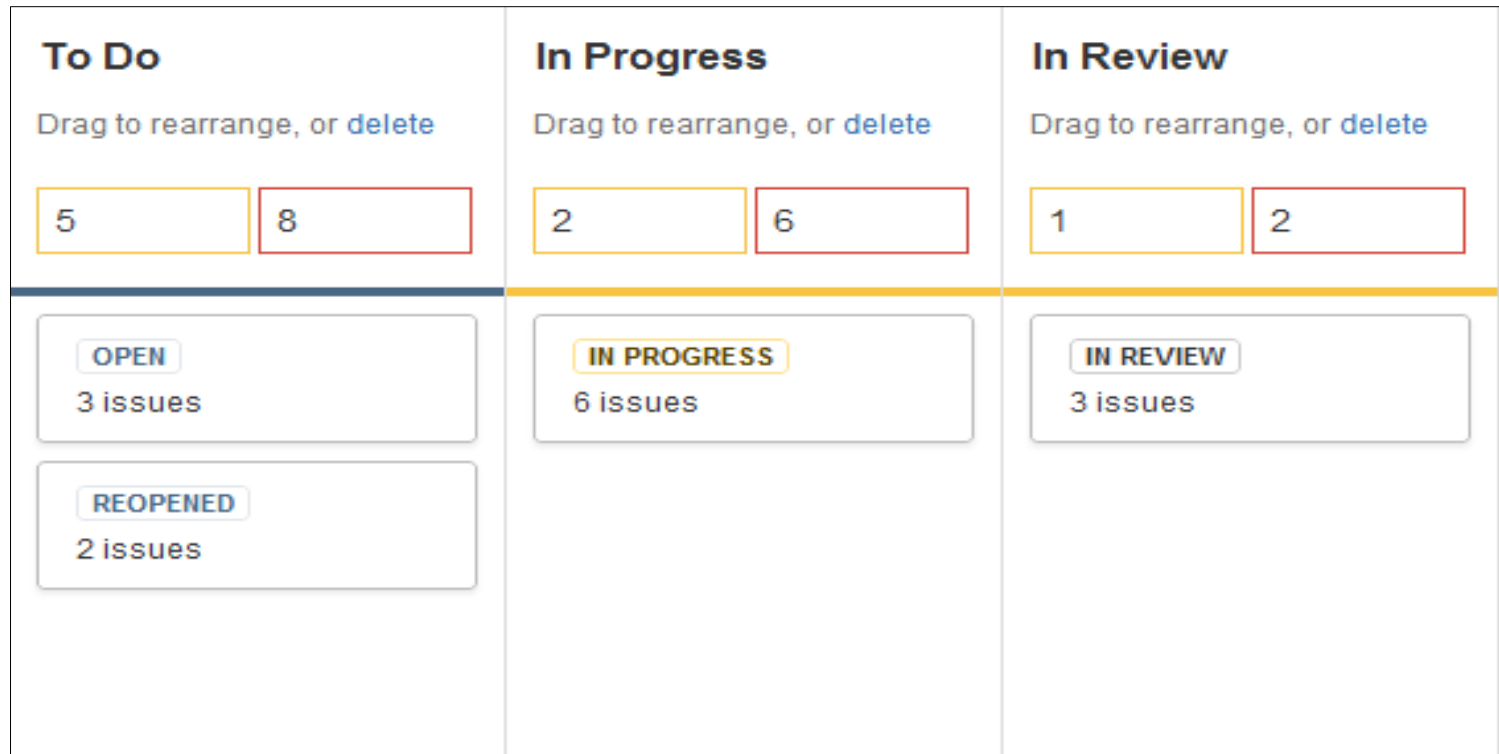 To Do
Drag to rearrange, or delete
5
8
OPEN
3 issues
REOPENED
2 issues
In Progress
Drag to rearrange, or delete
2
6
IN PROGRESS
6 issues
In Review
Drag to rearrange, or delete
1
2
IN REVIEW
3 issues